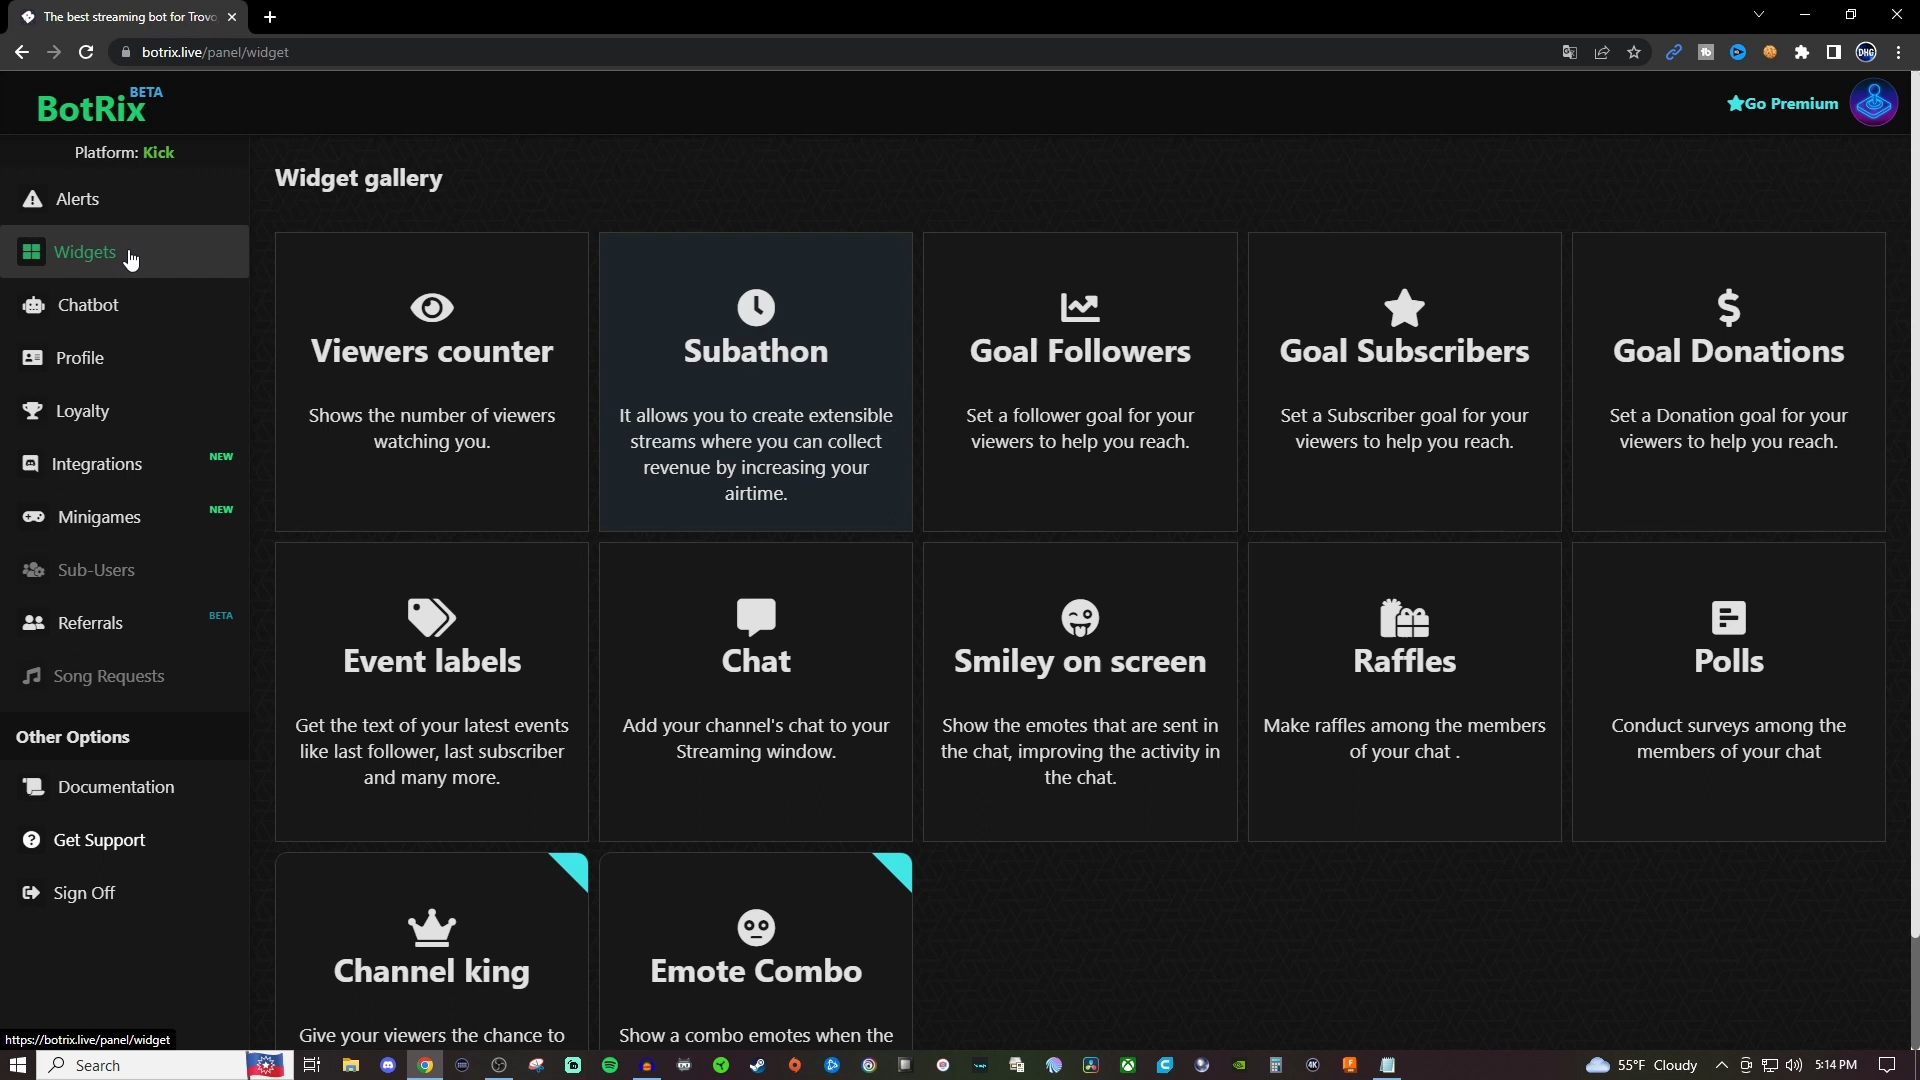 The best streaming bot for Trovo
botrix.live/panel/widget
BotRix BETA
Go Premium
Platform: Kick
Alerts
Widgets
Chatbot
Profile
Loyalty
Integrations NEW
Minigames NEW
Sub-Users
Referrals BETA
Song Requests
Other Options
Documentation
Get Support
Sign Off
Widget gallery
Viewers counter
Shows the number of viewers
watching you.
Subathon
It allows you to create extensible
streams where you can collect
revenue by increasing your
airtime.
Goal Followers
Set a follower goal for your
viewers to help you reach.
Goal Subscribers
Set a Subscriber goal for your
viewers to help you reach.
Goal Donations
Set a Donation goal for your
viewers to help you reach.
Event labels
Get the text of your latest events
like last follower, last subscriber
and many more.
Chat
Add your channel's chat to your
Streaming window.
Smiley on screen
Show the emotes that are sent in
the chat, improving the activity in
the chat.
Raffles
Make raffles among the members
of your chat .
Polls
Conduct surveys among the
members of your chat
Channel king
Give your viewers the chance to
Emote Combo
Show a combo emotes when the
https://botrix.live/panel/widget
Search
55°F Cloudy
5:14 PM